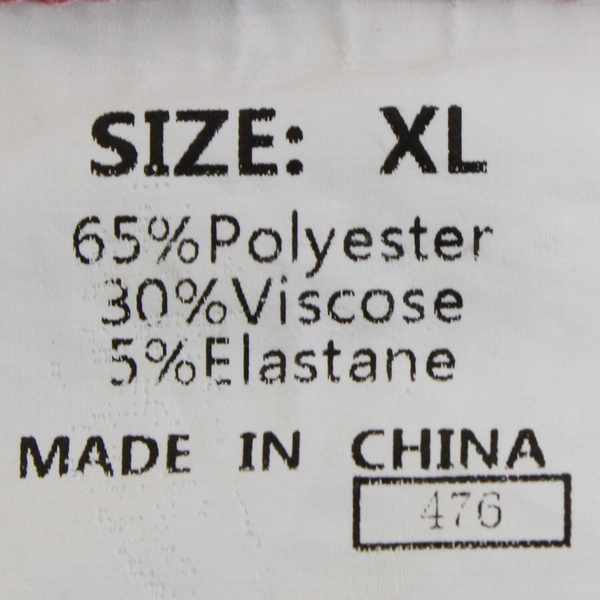 SIZE: XL
65%Polyester
30%Viscose
5%Elastane
MADE IN CHINA
476